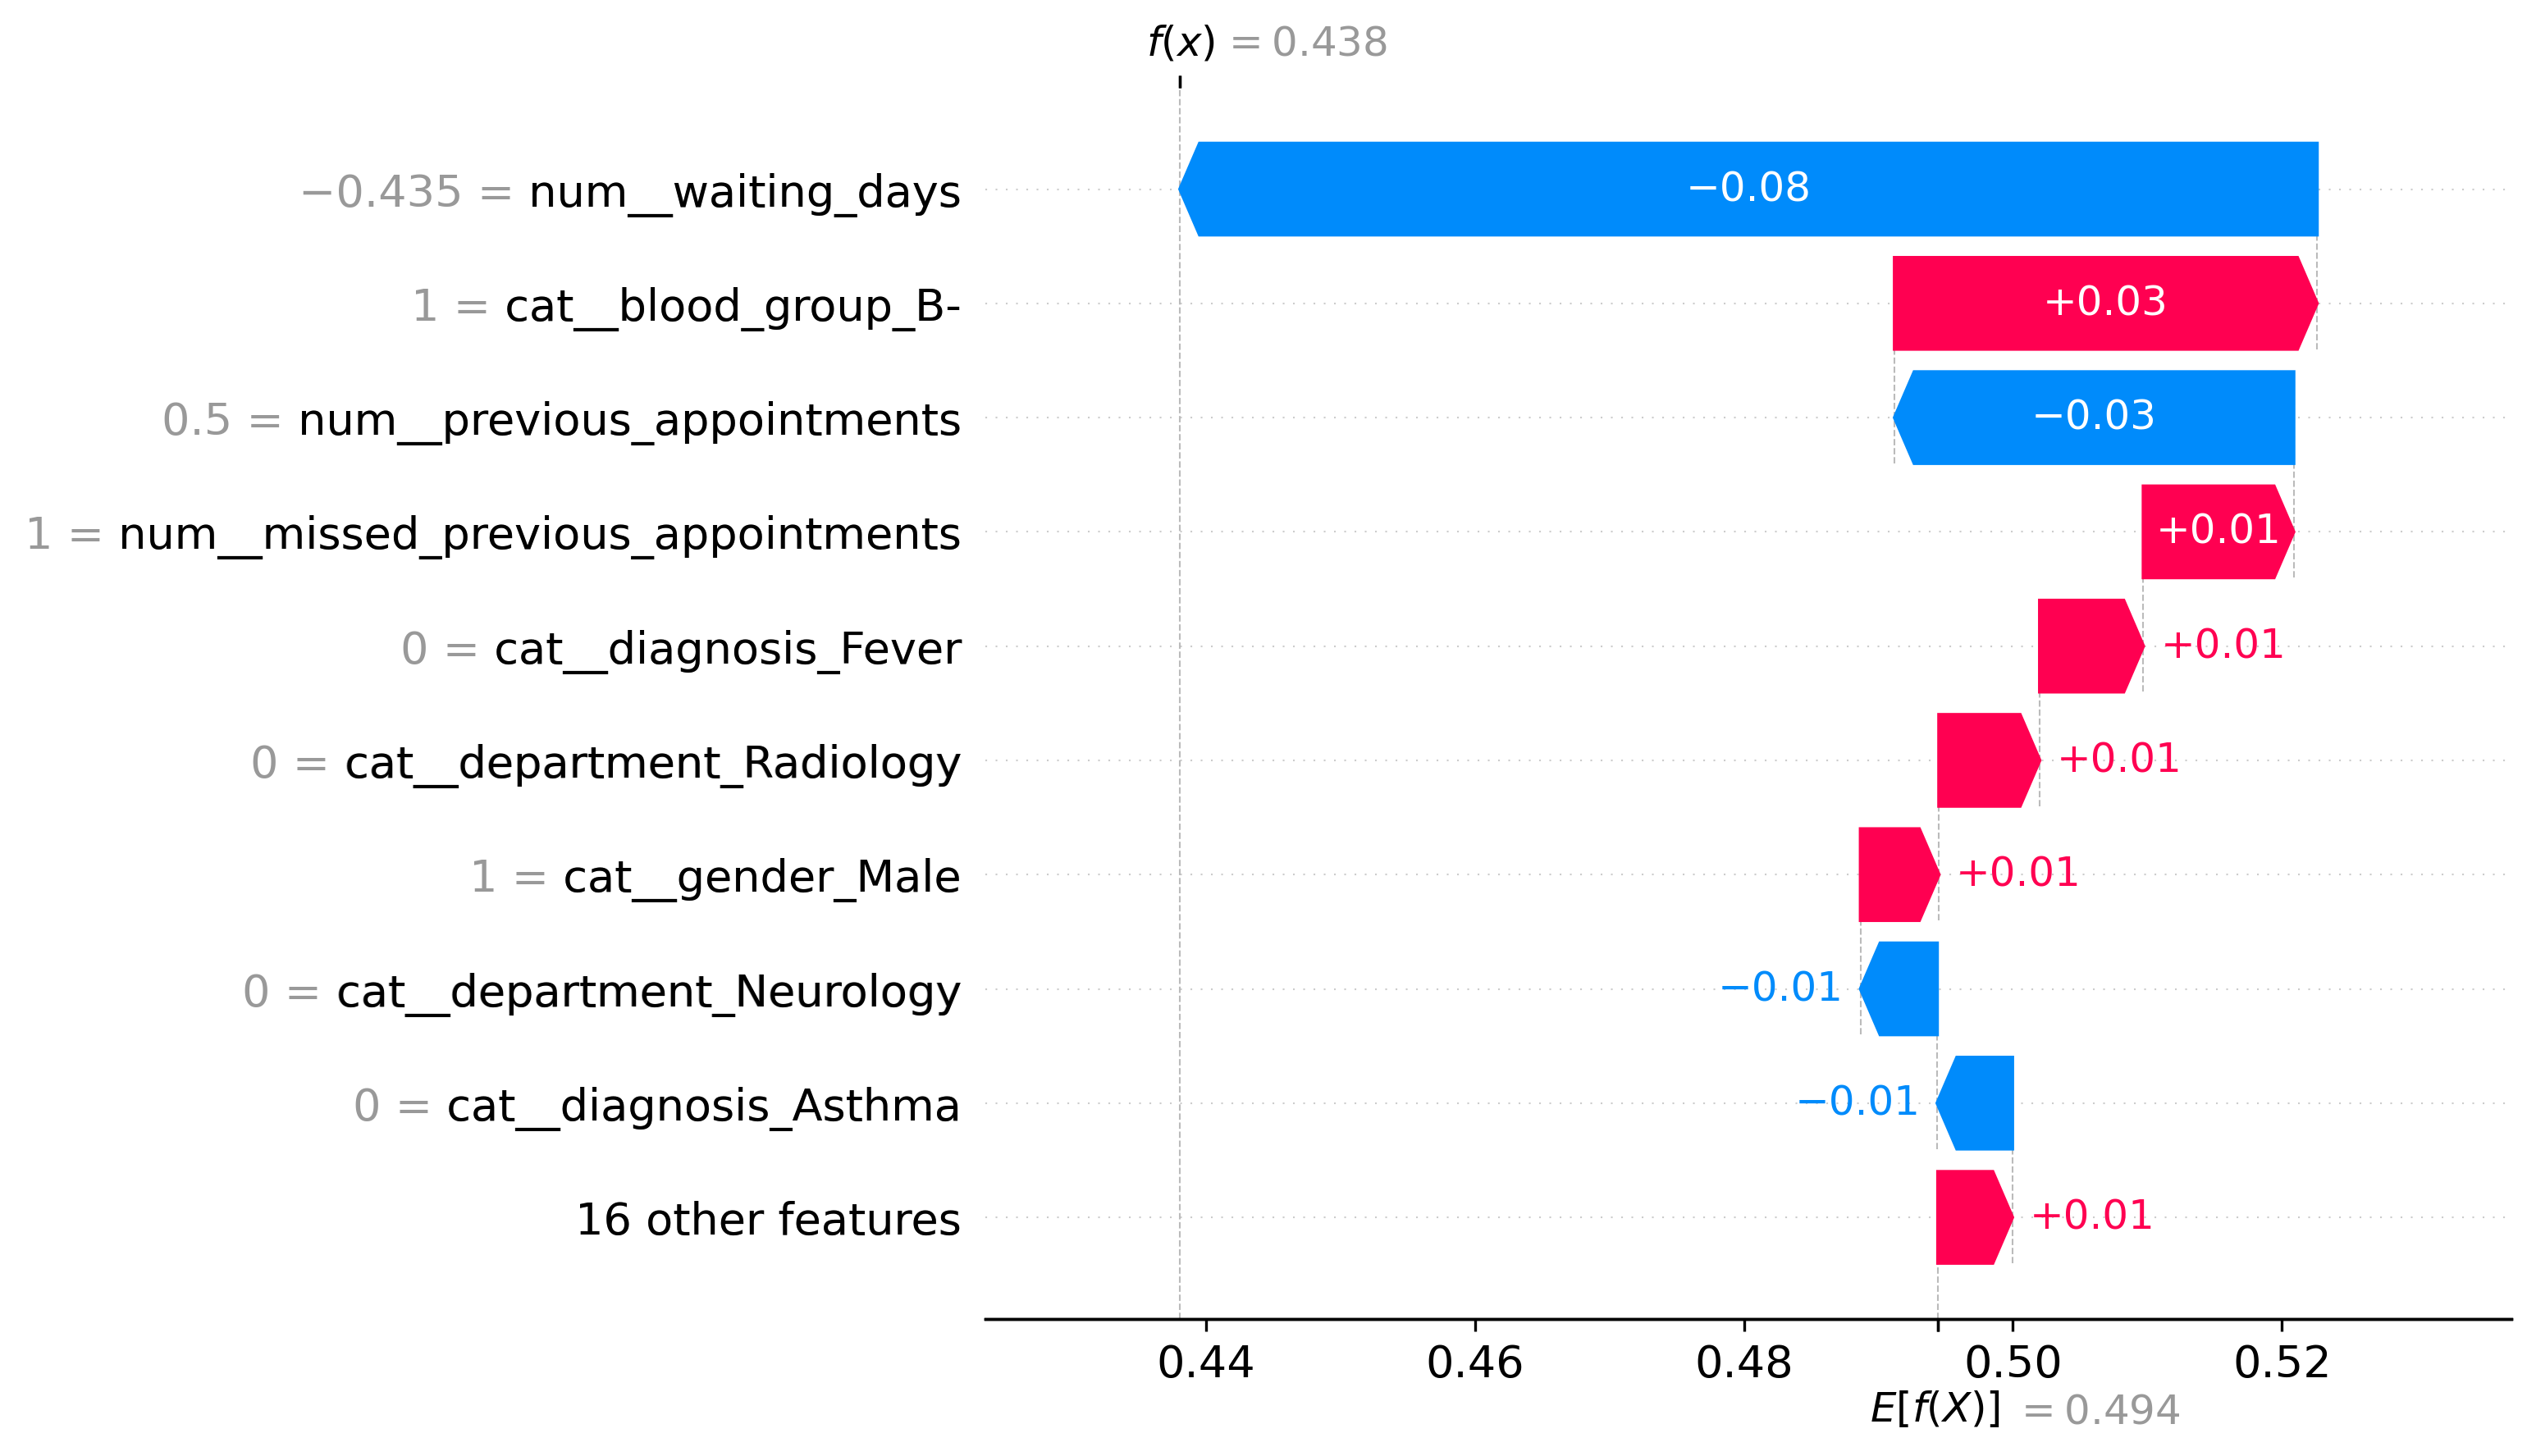 f(x) = 0.438
−0.435 = num__waiting_days
−0.08
1 = cat__blood_group_B-
+0.03
0.5 = num__previous_appointments
−0.03
1 = num__missed_previous_appointments
+0.01
0 = cat__diagnosis_Fever
+0.01
0 = cat__department_Radiology
+0.01
1 = cat__gender_Male
+0.01
0 = cat__department_Neurology
−0.01
0 = cat__diagnosis_Asthma
−0.01
16 other features
+0.01
0.44 0.46 0.48 0.50 0.52
E[f(X)] = 0.494